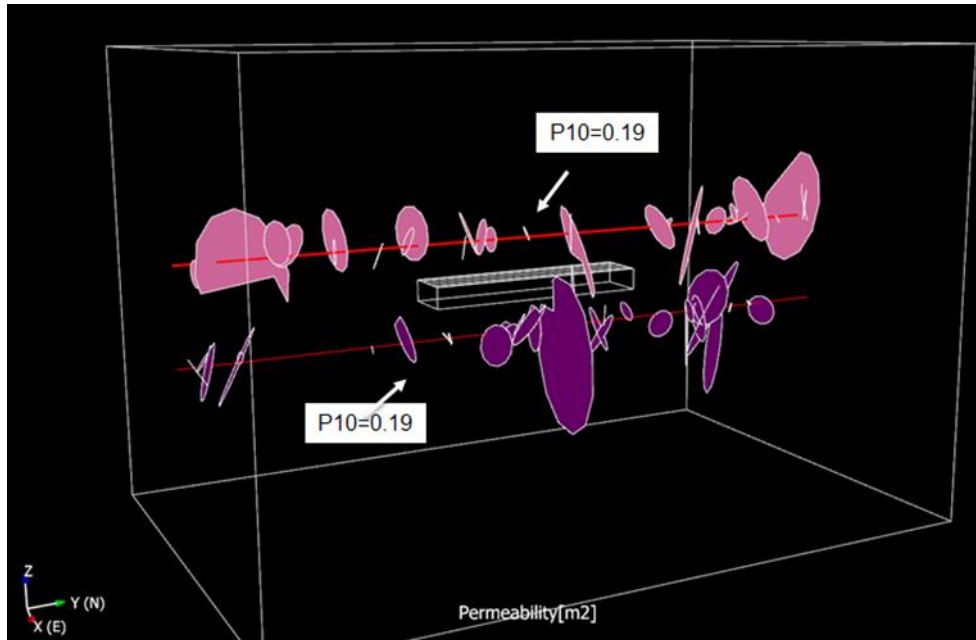 P10=0.19
P10=0.19
Z
Y (N)
X (E)
Permeability[m2]